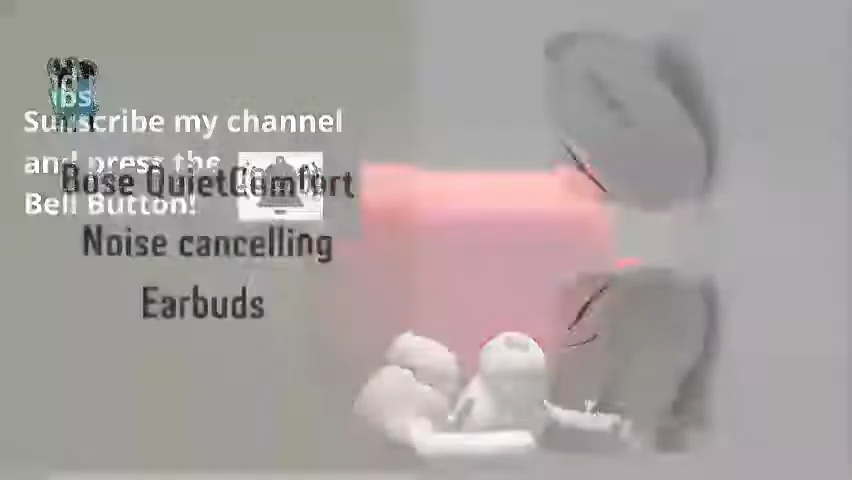 Subscribe my channel
and press the
Bell Button!
Bose QuietComfort
Noise cancelling
Earbuds